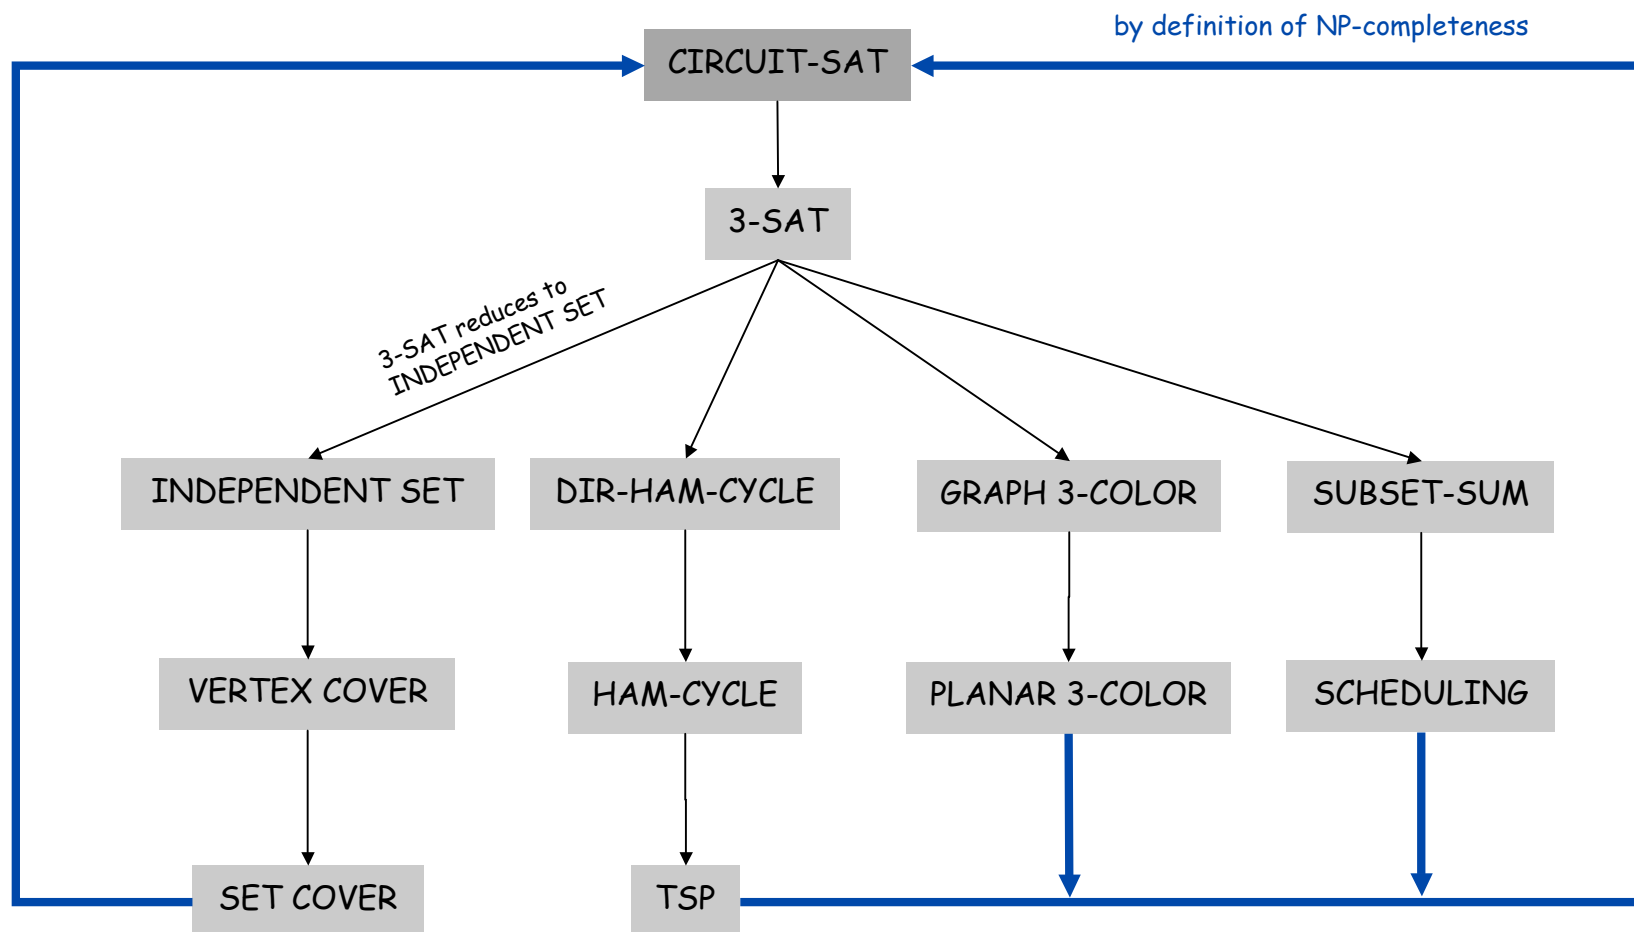 by definition of NP-completeness
CIRCUIT-SAT
3-SAT
3-SAT reduces to
INDEPENDENT SET
INDEPENDENT SET
DIR-HAM-CYCLE
GRAPH 3-COLOR
SUBSET-SUM
VERTEX COVER
HAM-CYCLE
PLANAR 3-COLOR
SCHEDULING
SET COVER
TSP